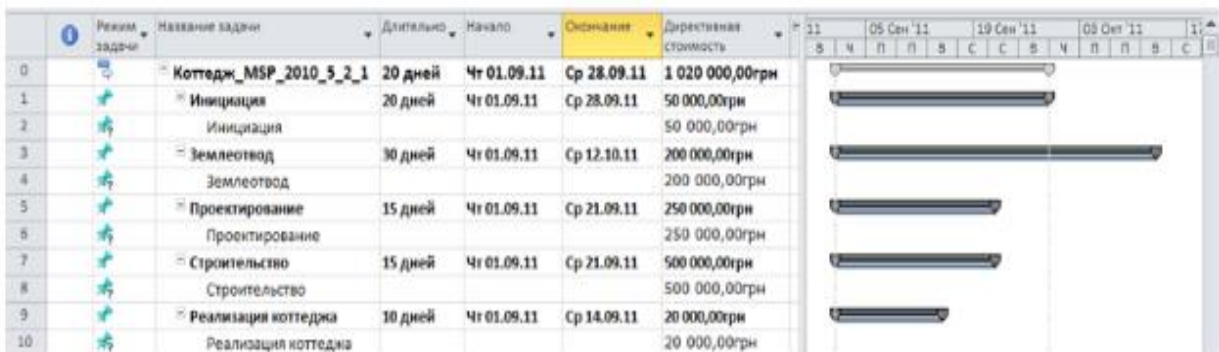 Режим задачи Название задачи Длительно Начало Окончание Директивная стоимость 11 05 Сен '11 19 Сен '11 03 Окт '11 17
В Ч П П В С С В Ч П П В С
0 Коттедж_MSP_2010_5_2_1 20 дней Чт 01.09.11 Ср 28.09.11 1 020 000,00грн
1 Инициация 20 дней Чт 01.09.11 Ср 28.09.11 50 000,00грн
2 Инициация 50 000,00грн
3 Землеотвод 30 дней Чт 01.09.11 Ср 12.10.11 200 000,00грн
4 Землеотвод 200 000,00грн
5 Проектирование 15 дней Чт 01.09.11 Ср 21.09.11 250 000,00грн
6 Проектирование 250 000,00грн
7 Строительство 15 дней Чт 01.09.11 Ср 21.09.11 500 000,00грн
8 Строительство 500 000,00грн
9 Реализация коттеджа 10 дней Чт 01.09.11 Ср 14.09.11 20 000,00грн
10 Реализация коттеджа 20 000,00грн